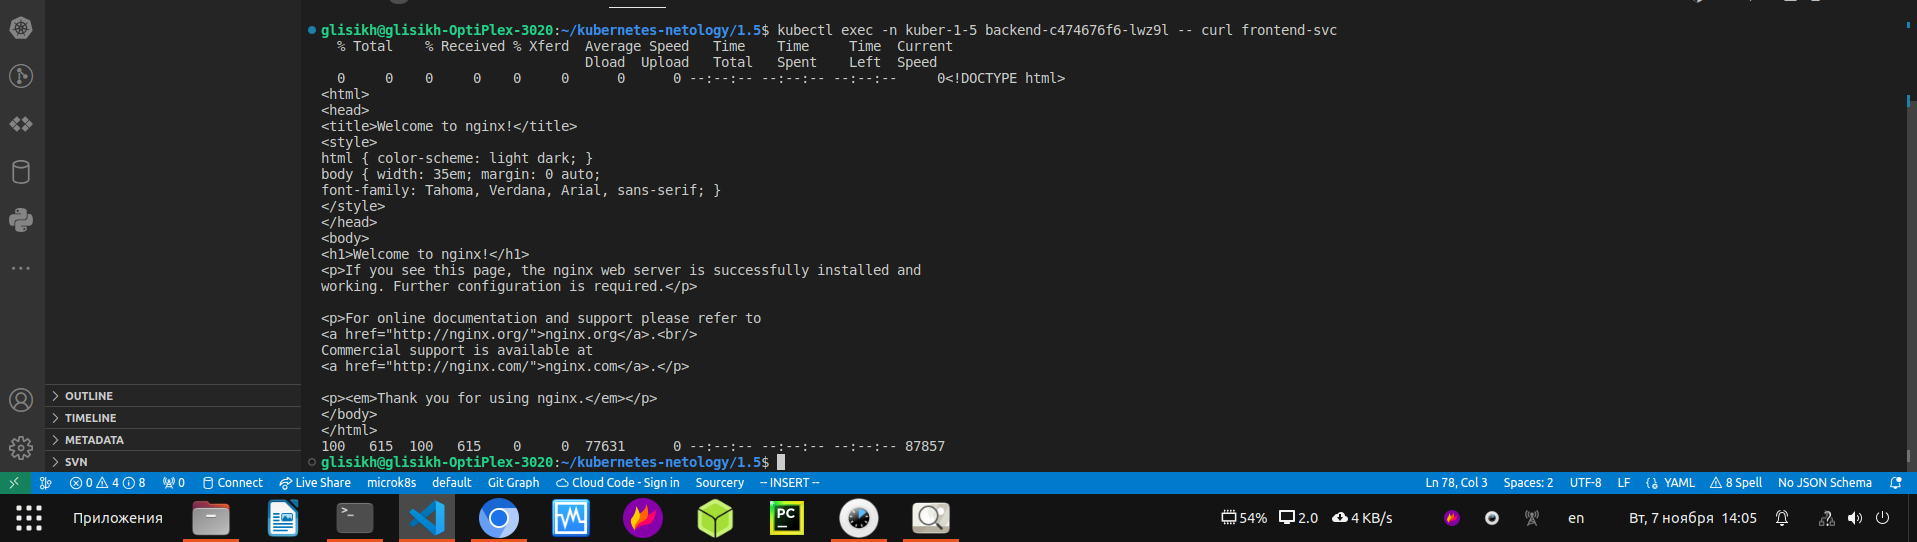 glisikh@glisikh-OptiPlex-3020:~/kubernetes-netology/1.5$ kubectl exec -n kuber-1-5 backend-c474676f6-lwz9l -- curl frontend-svc
  % Total    % Received % Xferd  Average Speed   Time    Time     Time  Current
                                 Dload  Upload   Total   Spent    Left  Speed
  0     0    0     0    0     0      0      0 --:--:-- --:--:-- --:--:--     0<!DOCTYPE html>
<html>
<head>
<title>Welcome to nginx!</title>
<style>
html { color-scheme: light dark; }
body { width: 35em; margin: 0 auto;
font-family: Tahoma, Verdana, Arial, sans-serif; }
</style>
</head>
<body>
<h1>Welcome to nginx!</h1>
<p>If you see this page, the nginx web server is successfully installed and
working. Further configuration is required.</p>
<p>For online documentation and support please refer to
<a href="http://nginx.org/">nginx.org</a>.<br/>
Commercial support is available at
<a href="http://nginx.com/">nginx.com</a>.</p>
<p><em>Thank you for using nginx.</em></p>
</body>
</html>
100   615  100   615    0     0  77631      0 --:--:-- --:--:-- --:--:-- 87857
glisikh@glisikh-OptiPlex-3020:~/kubernetes-netology/1.5$
OUTLINE
TIMELINE
METADATA
SVN
0 4 8 0 Connect Live Share microk8s default Git Graph Cloud Code - Sign in Sourcery -- INSERT -- Ln 78, Col 3 Spaces: 2 UTF-8 LF YAML 8 Spell No JSON Schema
Приложения >_ PC 54% 2.0 4 KB/s en Вт, 7 ноября 14:05